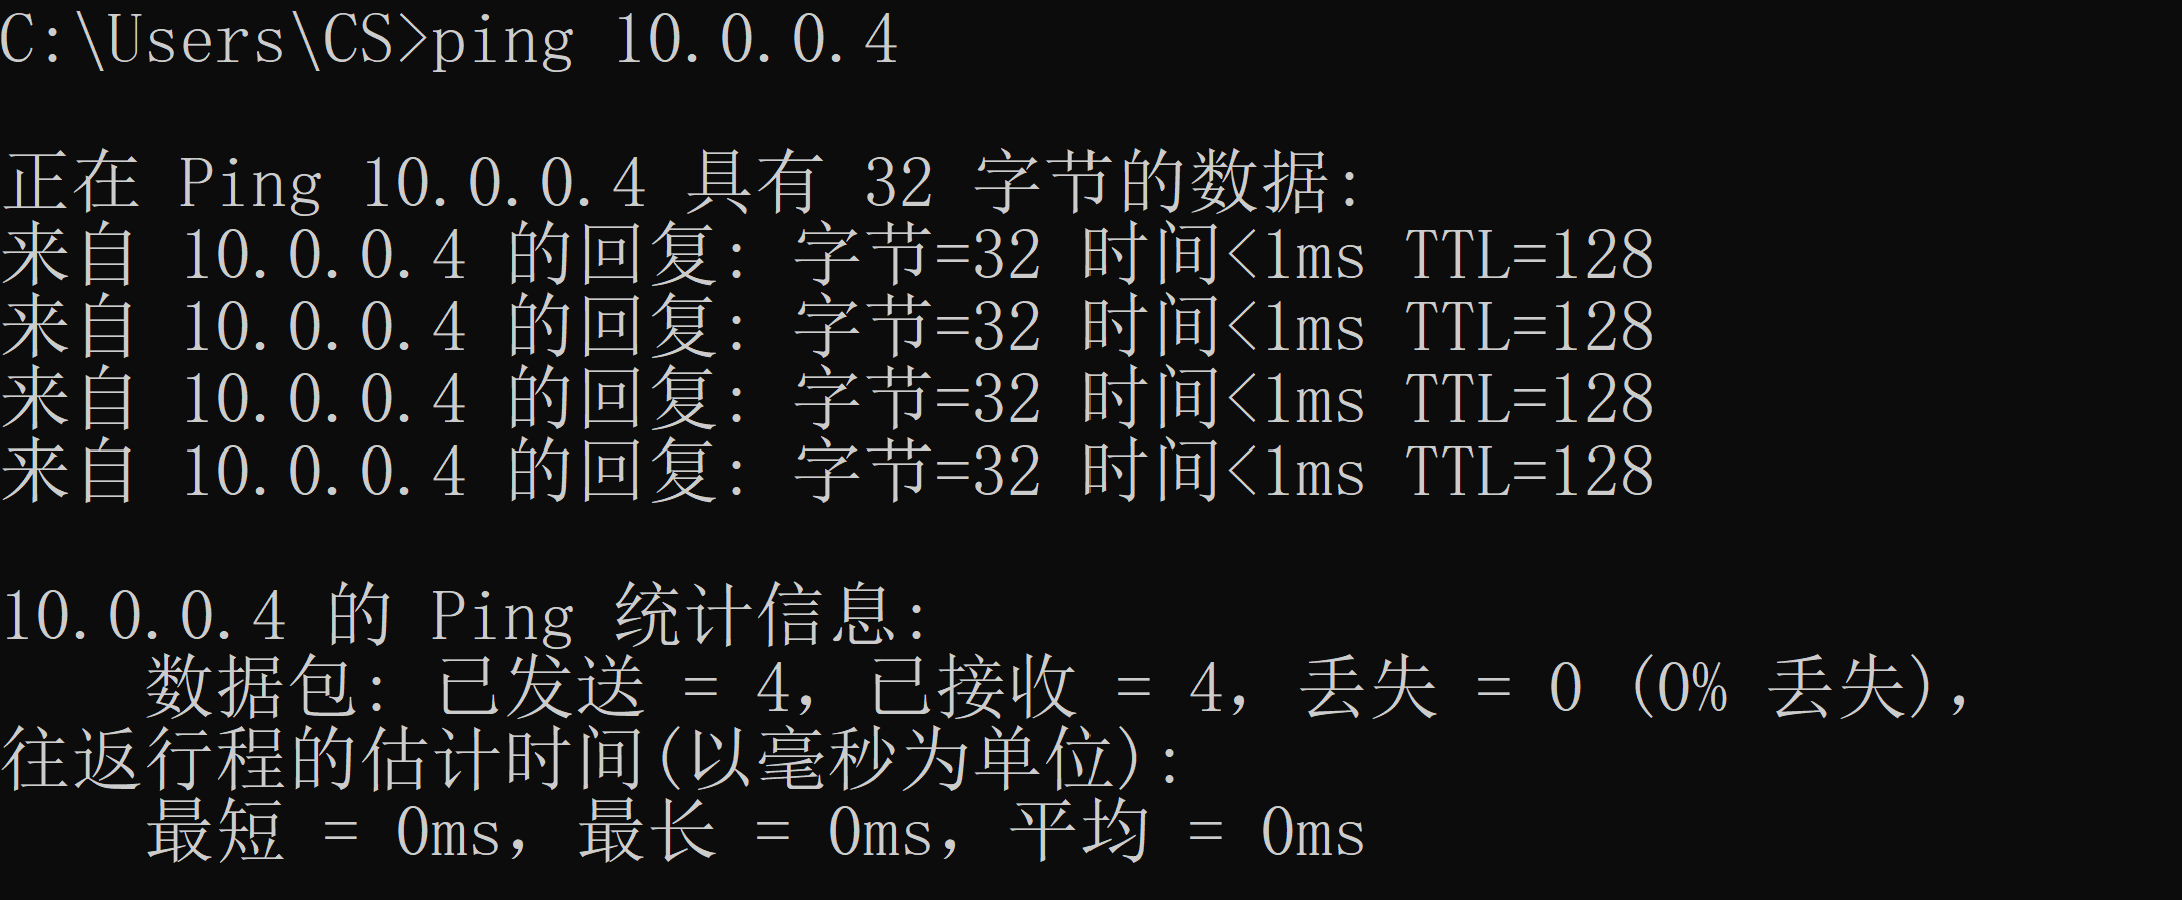 C:\Users\CS>ping 10.0.0.4
正在 Ping 10.0.0.4 具有 32 字节的数据:
来自 10.0.0.4 的回复: 字节=32 时间<1ms TTL=128
来自 10.0.0.4 的回复: 字节=32 时间<1ms TTL=128
来自 10.0.0.4 的回复: 字节=32 时间<1ms TTL=128
来自 10.0.0.4 的回复: 字节=32 时间<1ms TTL=128
10.0.0.4 的 Ping 统计信息:
数据包: 已发送 = 4，已接收 = 4，丢失 = 0 (0% 丢失)，
往返行程的估计时间(以毫秒为单位):
最短 = 0ms，最长 = 0ms，平均 = 0ms